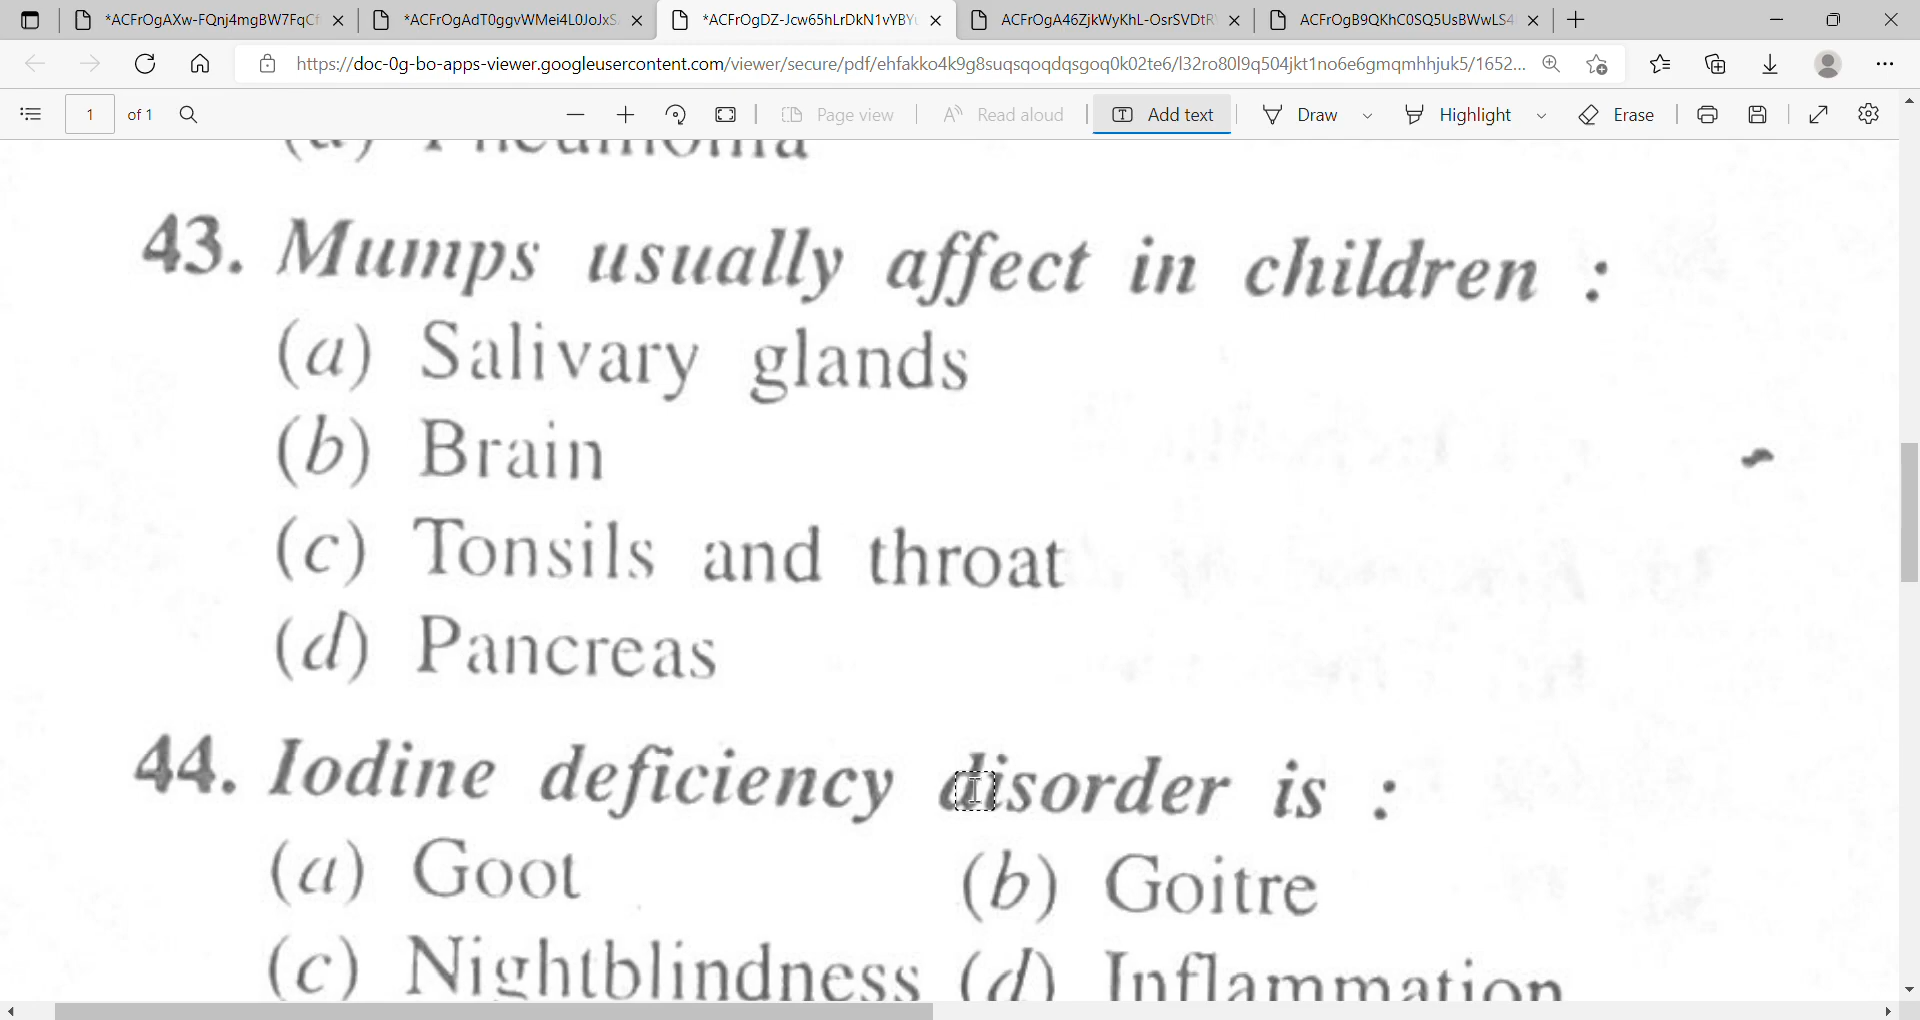 *ACFrOgAXw-FQnj4mgBW7FqCf
*ACFrOgAdT0ggvWMei4L0JoJxS
*ACFrOgDZ-Jcw65hLrDkN1vYBY
ACFrOgA46ZjkWyKhL-OsrSVDtR
ACFrOgB9QKhC0SQ5UsBWwLS4
https://doc-0g-bo-apps-viewer.googleusercontent.com/viewer/secure/pdf/ehfakko4k9g8suqsqoqdqsgoq0k02te6/l32ro80l9q504jkt1no6e6gmqmhhjuk5/1652...
1 of 1 Page view Read aloud Add text Draw Highlight Erase
(d) Pneumonia
43. Mumps usually affect in children :
(a) Salivary glands
(b) Brain
(c) Tonsils and throat
(d) Pancreas
44. Iodine deficiency disorder is :
(a) Goot (b) Goitre
(c) Nightblindness (d) Inflammation